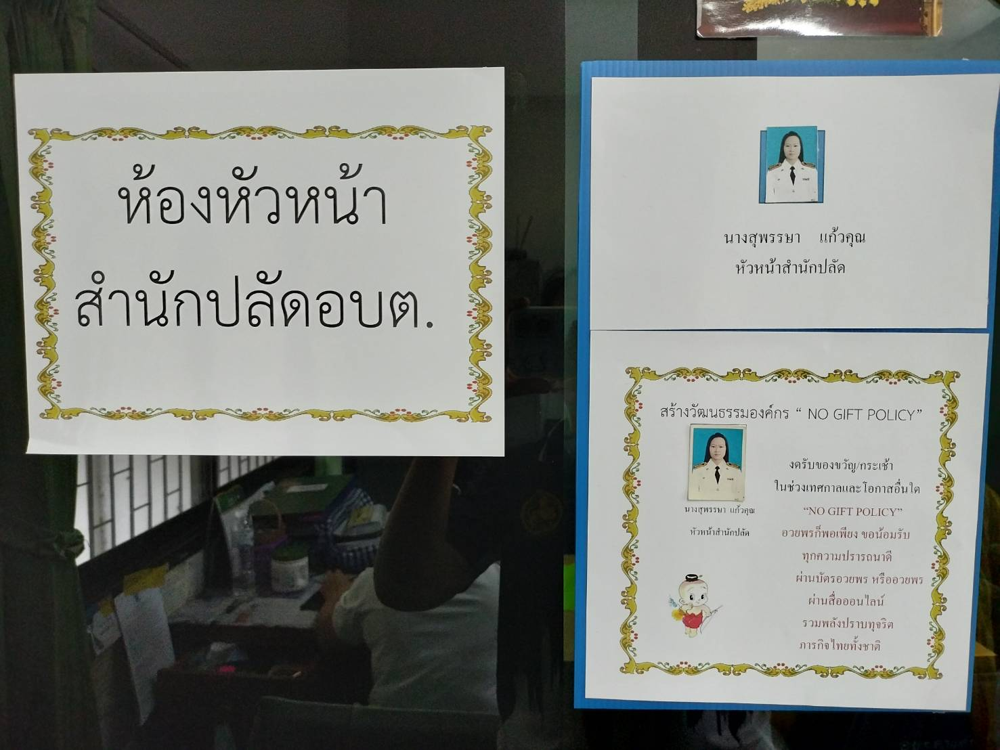 ห้องหัวหน้า
สำนักปลัดอบต.
นางสุพรรษา แก้วคุณ
หัวหน้าสำนักปลัด
สร้างวัฒนธรรมองค์กร “ NO GIFT POLICY”
งดรับของขวัญ/กระเช้า
ในช่วงเทศกาลและโอกาสอื่นใด
“NO GIFT POLICY”
อวยพรก็พอเพียง ขอน้อมรับ
ทุกความปรารถนาดี
ผ่านบัตรอวยพร หรืออวยพร
ผ่านสื่อออนไลน์
รวมพลังปราบทุจริต
ภารกิจไทยทั้งชาติ
นางสุพรรษา แก้วคุณ
หัวหน้าสำนักปลัด